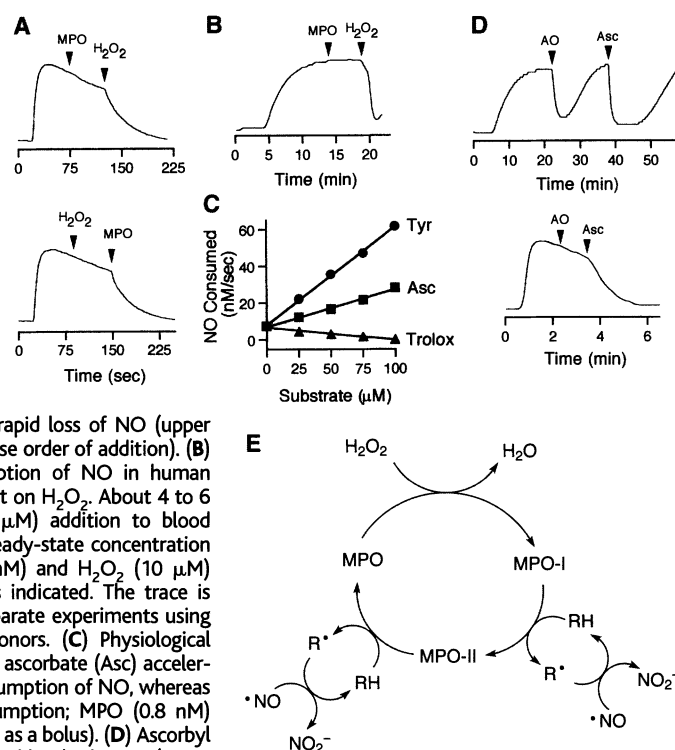 A
MPO
H2O2
0 75 150 225
H2O2
MPO
0 75 150 225
Time (sec)
B
MPO H2O2
0 5 10 15 20
Time (min)
C
60
40
20
0
NO Consumed
(nM/sec)
Tyr
Asc
Trolox
0 25 50 75 100
Substrate (μM)
D
AO
Asc
0 10 20 30 40 50
Time (min)
AO
Asc
0 2 4 6
Time (min)
rapid loss of NO (upper
se order of addition). (B)
otion of NO in human
t on H2O2. About 4 to 6
μM) addition to blood
eady-state concentration
nM) and H2O2 (10 μM)
s indicated. The trace is
parate experiments using
onors. (C) Physiological
ascorbate (Asc) acceler-
umption of NO, whereas
umption; MPO (0.8 nM)
as a bolus). (D) Ascorbyl
E
H2O2
H2O
MPO
MPO-I
RH
R•
MPO-II
R•
RH
NO2-
•NO
•NO
NO2-